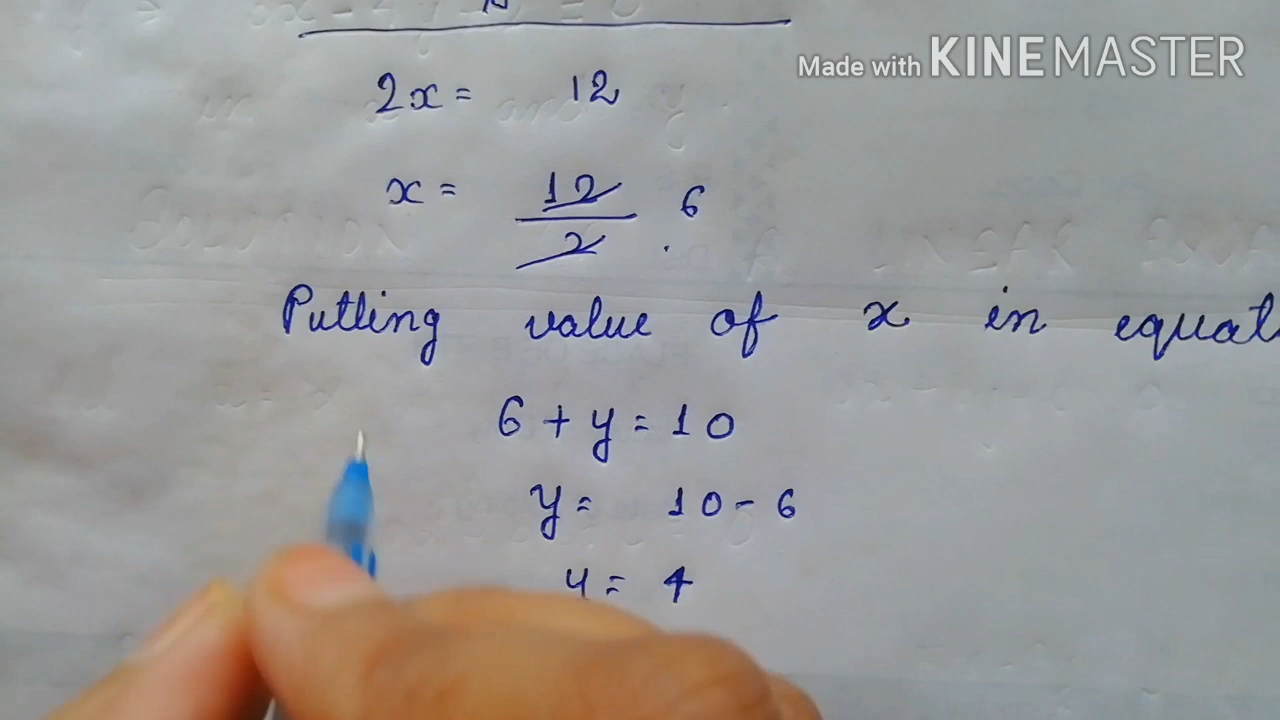 Made with KINEMASTER
2x = 12
x = 12/2 6
Putting value of x in equat
6 + y = 10
y = 10 - 6
y = 4